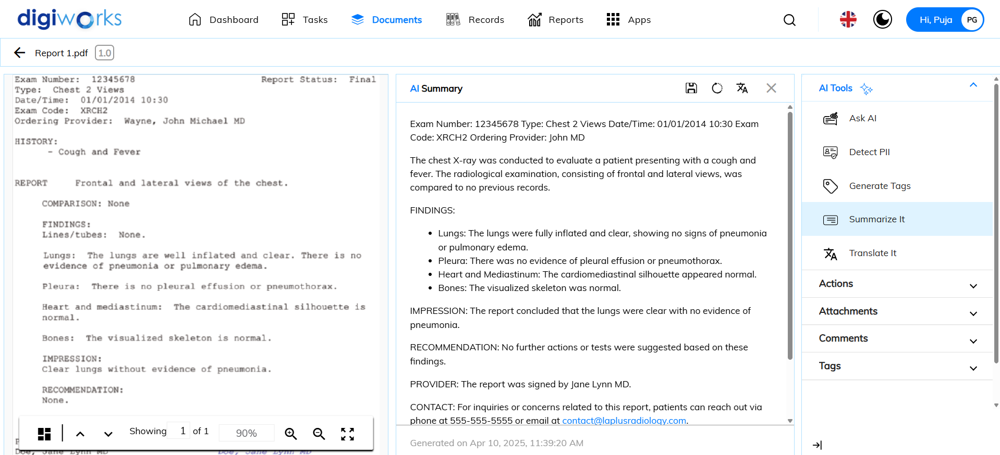 digiworks
Dashboard
Tasks
Documents
Records
Reports
Apps
Hi, Puja
PG
Report 1.pdf
1.0
Exam Number: 12345678 Report Status: Final
Type: Chest 2 Views
Date/Time: 01/01/2014 10:30
Exam Code: XRCH2
Ordering Provider: Wayne, John Michael MD
HISTORY:
- Cough and Fever
REPORT Frontal and lateral views of the chest.
COMPARISON: None
FINDINGS:
Lines/tubes: None.
Lungs: The lungs are well inflated and clear. There is no
evidence of pneumonia or pulmonary edema.
Pleura: There is no pleural effusion or pneumothorax.
Heart and mediastinum: The cardiomediastinal silhouette is
normal.
Bones: The visualized skeleton is normal.
IMPRESSION:
Clear lungs without evidence of pneumonia.
RECOMMENDATION:
None.
Doe, Jane Lynn MD Doe, Jane Lynn MD
Showing 1 of 1
90%
AI Summary
Exam Number: 12345678 Type: Chest 2 Views Date/Time: 01/01/2014 10:30 Exam
Code: XRCH2 Ordering Provider: John MD
The chest X-ray was conducted to evaluate a patient presenting with a cough and
fever. The radiological examination, consisting of frontal and lateral views, was
compared to no previous records.
FINDINGS:
• Lungs: The lungs were fully inflated and clear, showing no signs of pneumonia
or pulmonary edema.
• Pleura: There was no evidence of pleural effusion or pneumothorax.
• Heart and Mediastinum: The cardiomediastinal silhouette appeared normal.
• Bones: The visualized skeleton was normal.
IMPRESSION: The report concluded that the lungs were clear with no evidence of
pneumonia.
RECOMMENDATION: No further actions or tests were suggested based on these
findings.
PROVIDER: The report was signed by Jane Lynn MD.
CONTACT: For inquiries or concerns related to this report, patients can reach out via
phone at 555-555-5555 or email at contact@laplusradiology.com.
Generated on Apr 10, 2025, 11:39:20 AM
AI Tools
Ask AI
Detect PII
Generate Tags
Summarize It
Translate It
Actions
Attachments
Comments
Tags